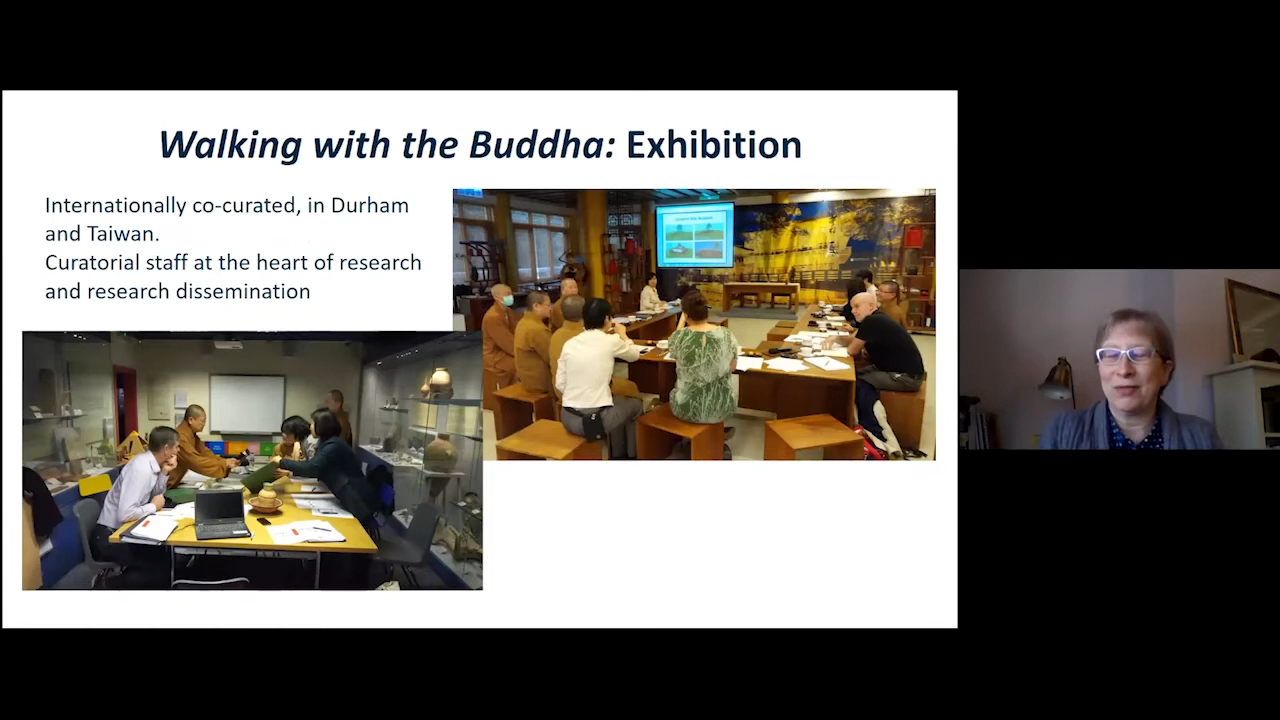 Walking with the Buddha: Exhibition
Internationally co-curated, in Durham
and Taiwan.
Curatorial staff at the heart of research
and research dissemination